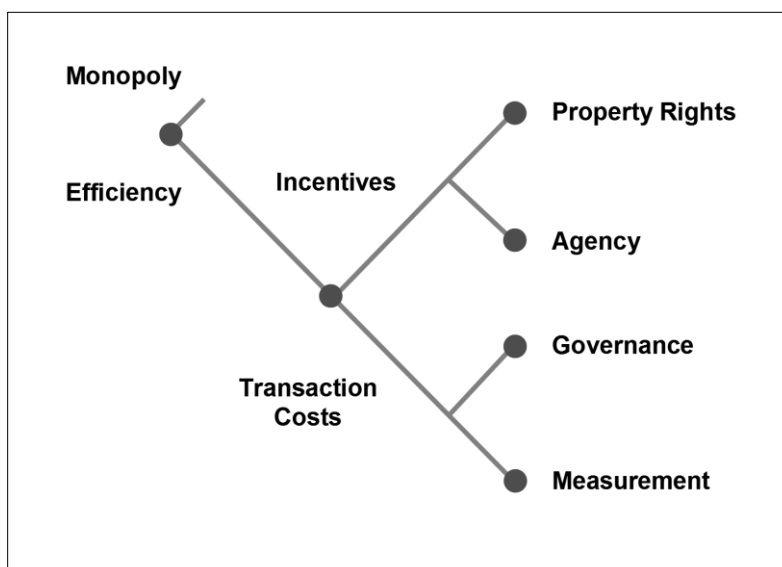 Monopoly
Efficiency
Incentives
Transaction
Costs
Property Rights
Agency
Governance
Measurement